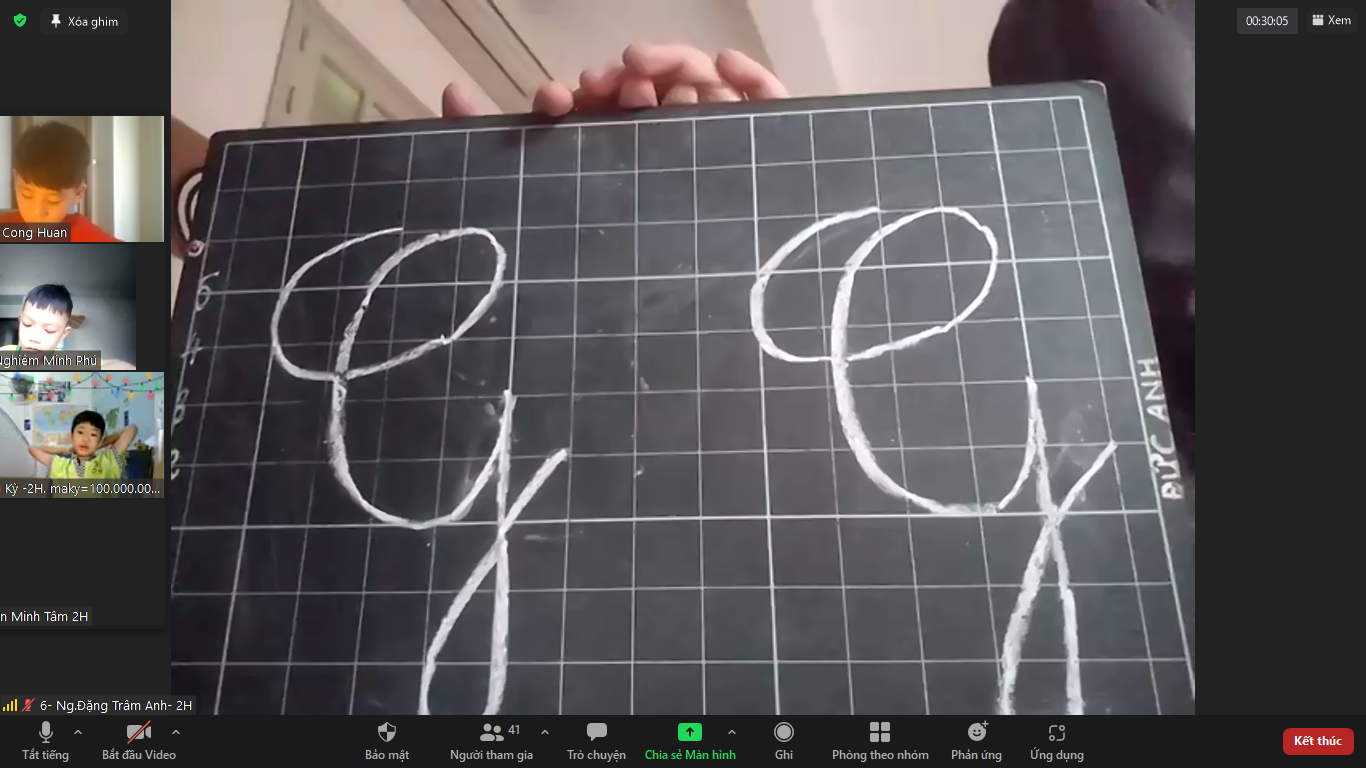 Xóa ghim
00:30:05
Xem
Cong Huan
Nghiêm Minh Phú
Kỳ -2H. maky=100.000.00...
n Minh Tâm 2H
6- Ng.Đặng Trâm Anh- 2H
G G
ĐỨC ANH
Tắt tiếng
Bắt đầu Video
Bảo mật
Người tham gia
41
Trò chuyện
Chia sẻ Màn hình
Ghi
Phòng theo nhóm
Phản ứng
Ứng dụng
Kết thúc